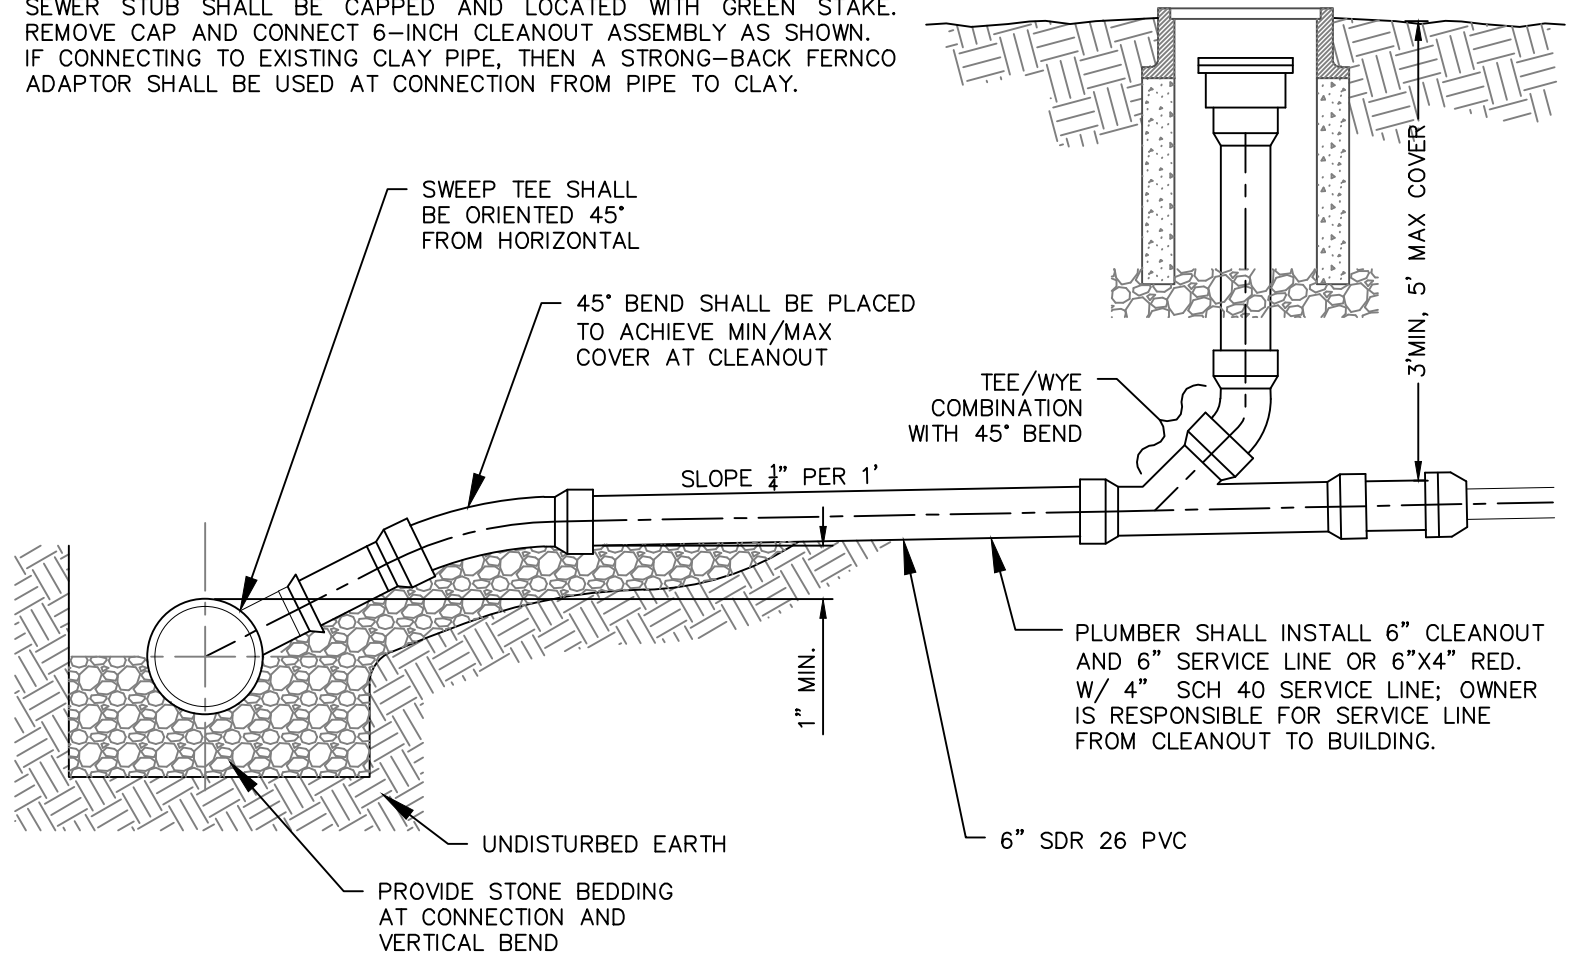 SEWER STUB SHALL BE CAPPED AND LOCATED WITH GREEN STAKE.
REMOVE CAP AND CONNECT 6-INCH CLEANOUT ASSEMBLY AS SHOWN.
IF CONNECTING TO EXISTING CLAY PIPE, THEN A STRONG-BACK FERNCO
ADAPTOR SHALL BE USED AT CONNECTION FROM PIPE TO CLAY.
SWEEP TEE SHALL
BE ORIENTED 45°
FROM HORIZONTAL
45° BEND SHALL BE PLACED
TO ACHIEVE MIN/MAX
COVER AT CLEANOUT
TEE/WYE
COMBINATION
WITH 45° BEND
3'MIN, 5' MAX COVER
SLOPE 1/4" PER 1'
1" MIN.
PLUMBER SHALL INSTALL 6" CLEANOUT
AND 6" SERVICE LINE OR 6"X4" RED.
W/ 4" SCH 40 SERVICE LINE; OWNER
IS RESPONSIBLE FOR SERVICE LINE
FROM CLEANOUT TO BUILDING.
6" SDR 26 PVC
UNDISTURBED EARTH
PROVIDE STONE BEDDING
AT CONNECTION AND
VERTICAL BEND